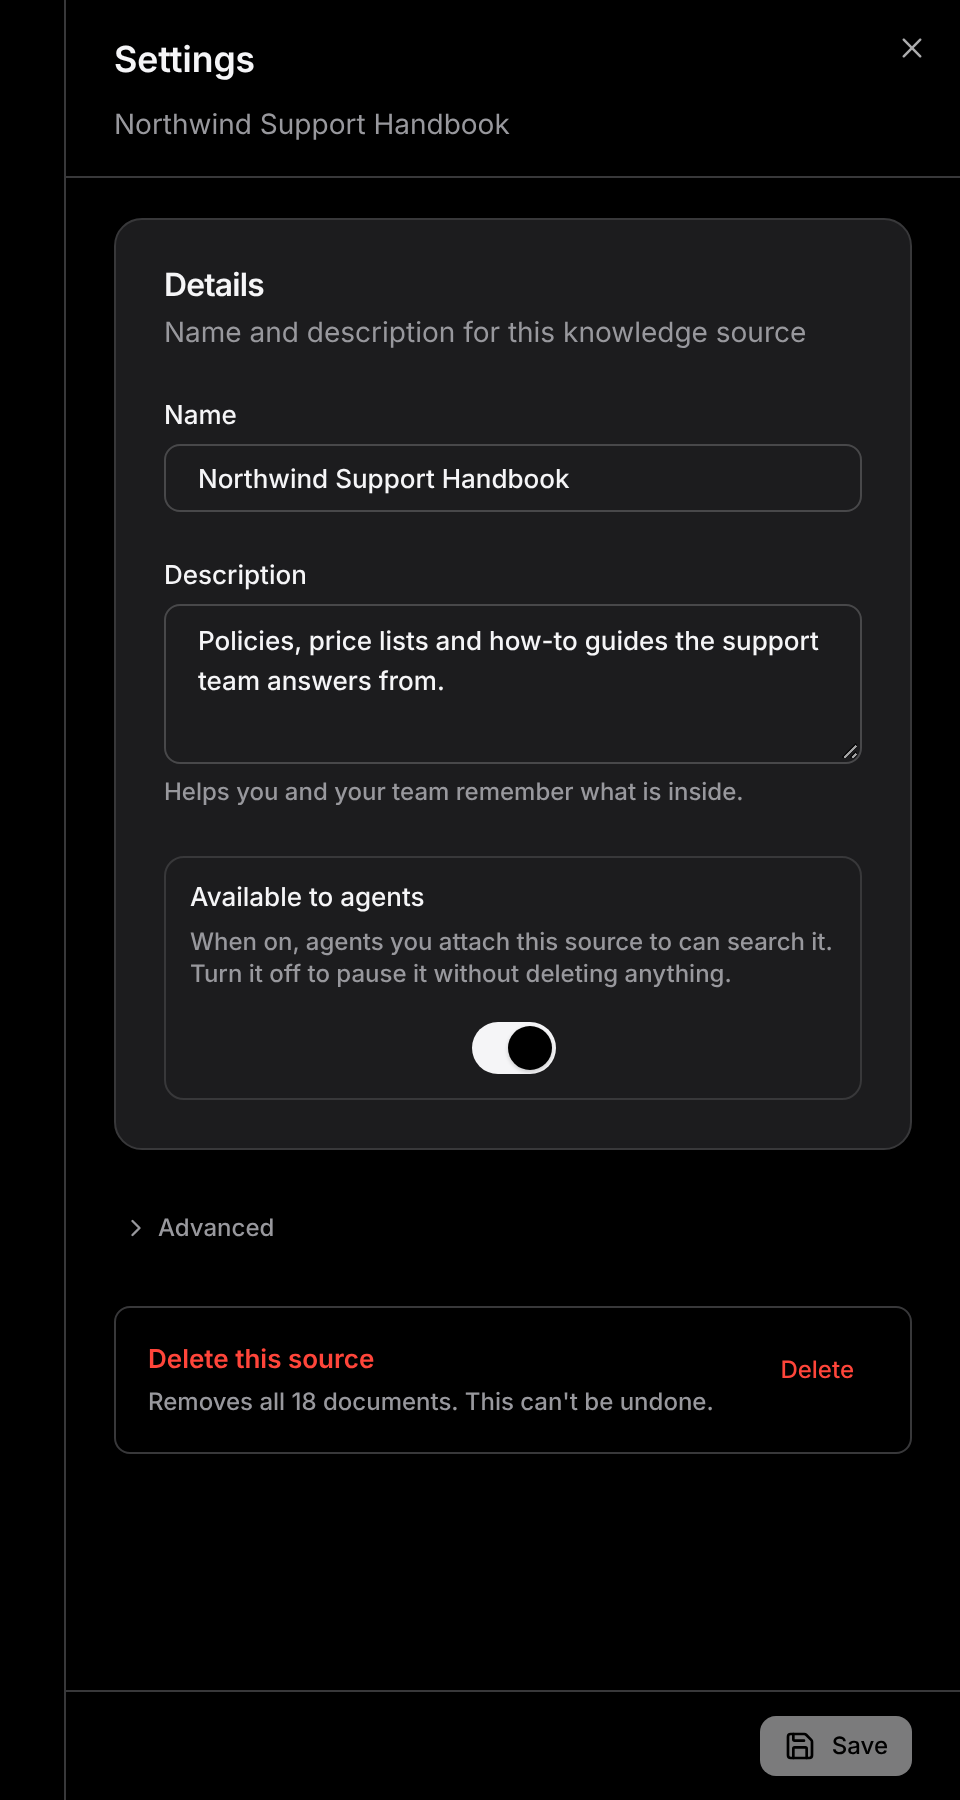 Settings
Northwind Support Handbook
Details
Name and description for this knowledge source
Name
Northwind Support Handbook
Description
Policies, price lists and how-to guides the support
team answers from.
Helps you and your team remember what is inside.
Available to agents
When on, agents you attach this source to can search it.
Turn it off to pause it without deleting anything.
Advanced
Delete this source
Delete
Removes all 18 documents. This can't be undone.
Save